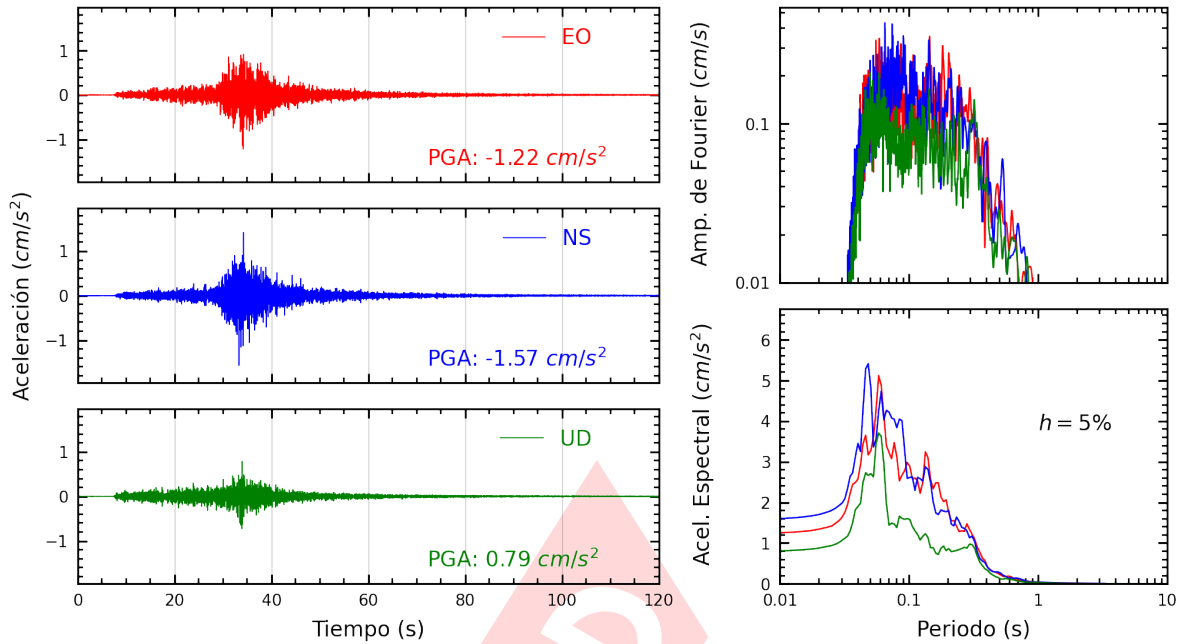 Aceleración (cm/s²)
1
0
−1
EO
PGA: -1.22 cm/s²
1
0
−1
NS
PGA: -1.57 cm/s²
1
0
−1
UD
PGA: 0.79 cm/s²
0 20 40 60 80 100 120
Tiempo (s)
Amp. de Fourier (cm/s)
0.1
0.01
Acel. Espectral (cm/s²)
6
5
4
3
2
1
0
h = 5%
0.01 0.1 1 10
Periodo (s)